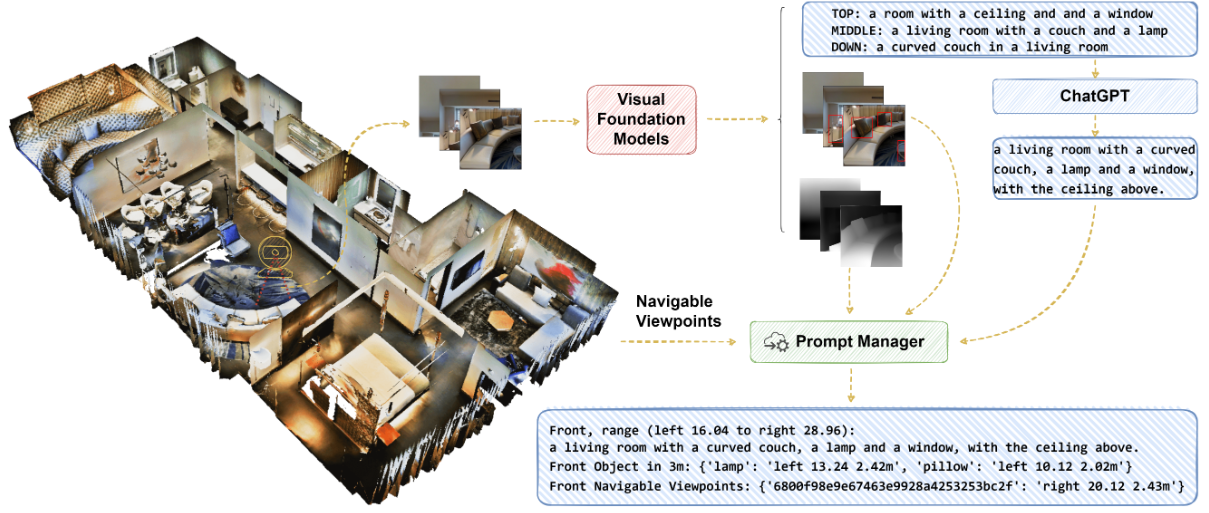 TOP: a room with a ceiling and and a window
MIDDLE: a living room with a couch and a lamp
DOWN: a curved couch in a living room
Visual
Foundation
Models
ChatGPT
a living room with a curved
couch, a lamp and a window,
with the ceiling above.
Navigable
Viewpoints
Prompt Manager
Front, range (left 16.04 to right 28.96):
a living room with a curved couch, a lamp and a window, with the ceiling above.
Front Object in 3m: {'lamp': 'left 13.24 2.42m', 'pillow': 'left 10.12 2.02m'}
Front Navigable Viewpoints: {'6800f98e9e67463e9928a4253253bc2f': 'right 20.12 2.43m'}